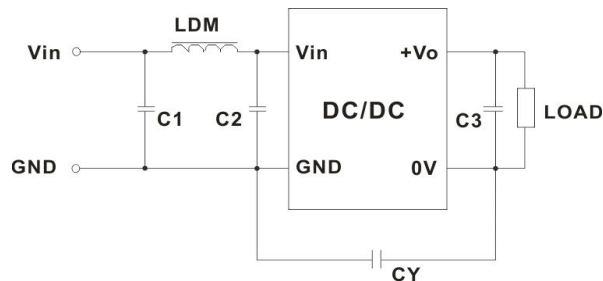 LDM
Vin
Vin
+Vo
C1
C2
DC/DC
C3
LOAD
GND
GND
0V
CY